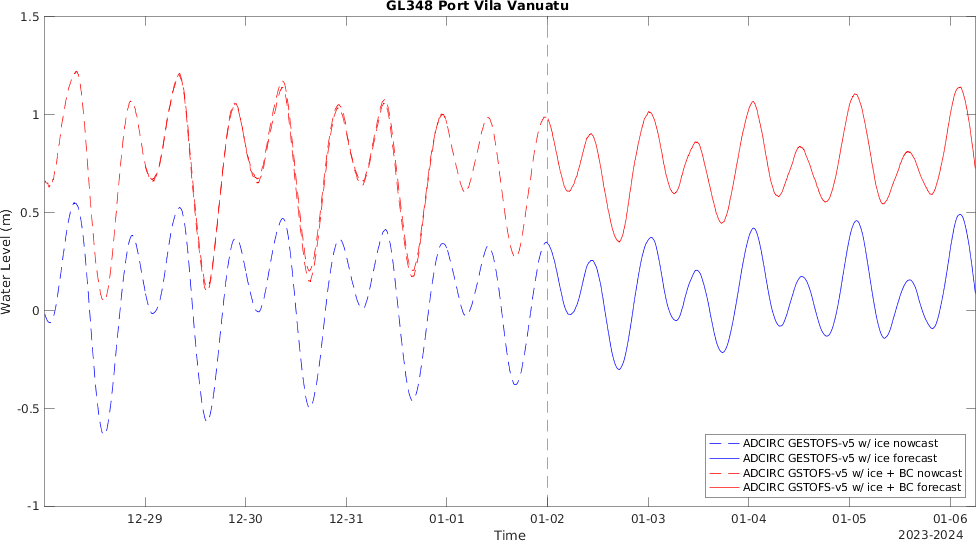 GL348 Port Vila Vanuatu
1.5
1
0.5
0
-0.5
-1
Water Level (m)
ADCIRC GESTOFS-v5 w/ ice nowcast
ADCIRC GESTOFS-v5 w/ ice forecast
ADCIRC GSTOFS-v5 w/ ice + BC nowcast
ADCIRC GSTOFS-v5 w/ ice + BC forecast
12-29 12-30 12-31 01-01 01-02 01-03 01-04 01-05 01-06
Time
2023-2024